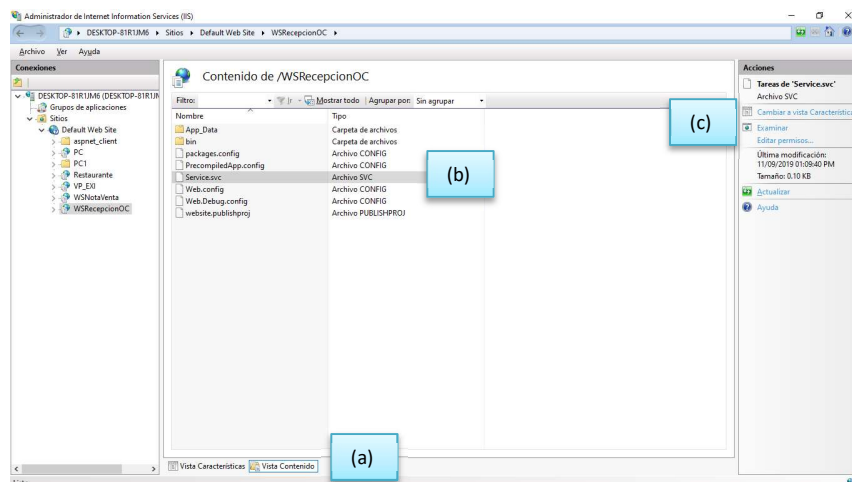 Administrador de Internet Information Services (IIS)
DESKTOP-81R1JM6 Sitios Default Web Site WSRecepcionOC
Archivo Ver Ayuda
Conexiones
DESKTOP-81R1JM6 (DESKTOP-81R1JM
Grupos de aplicaciones
Sitios
Default Web Site
aspnet_client
PC
PC1
Restaurante
VP_EXI
WSNotaVenta
WSRecepcionOC
Contenido de /WSRecepcionOC
Filtro: Ir Mostrar todo Agrupar por: Sin agrupar
Nombre Tipo
App_Data Carpeta de archivos
bin Carpeta de archivos
packages.config Archivo CONFIG
PrecompiledApp.config Archivo CONFIG
Service.svc Archivo SVC
Web.config Archivo CONFIG
Web.Debug.config Archivo CONFIG
website.publishproj Archivo PUBLISHPROJ
(b)
Vista Características Vista Contenido
(a)
(c)
Acciones
Tareas de 'Service.svc'
Archivo SVC
Cambiar a vista Característica
Examinar
Editar permisos...
Última modificación:
11/09/2019 01:09:40 PM
Tamaño: 0.10 KB
Actualizar
Ayuda